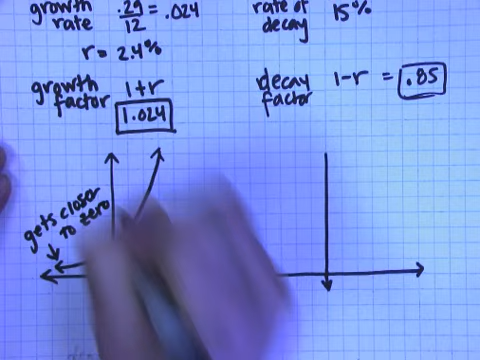 growth rate .29/12 = .024
r = 2.4%
growth factor 1+r
1.024
rate of decay 15%
decay factor 1-r = .85
gets closer to zero